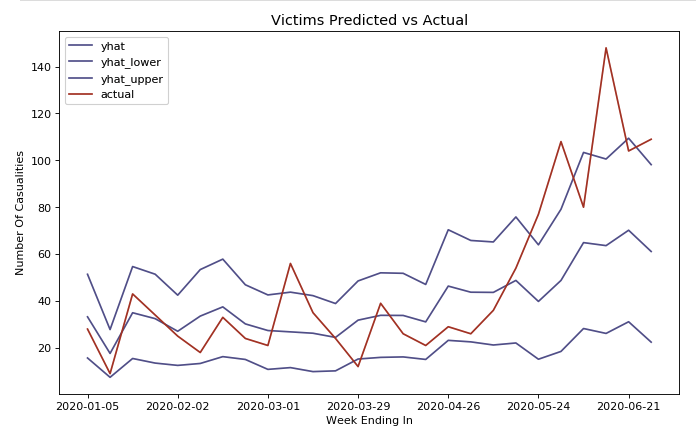 Victims Predicted vs Actual
yhat
yhat_lower
yhat_upper
actual
140
120
100
80
60
40
20
Number Of Casualities
2020-01-05 2020-02-02 2020-03-01 2020-03-29 2020-04-26 2020-05-24 2020-06-21
Week Ending In